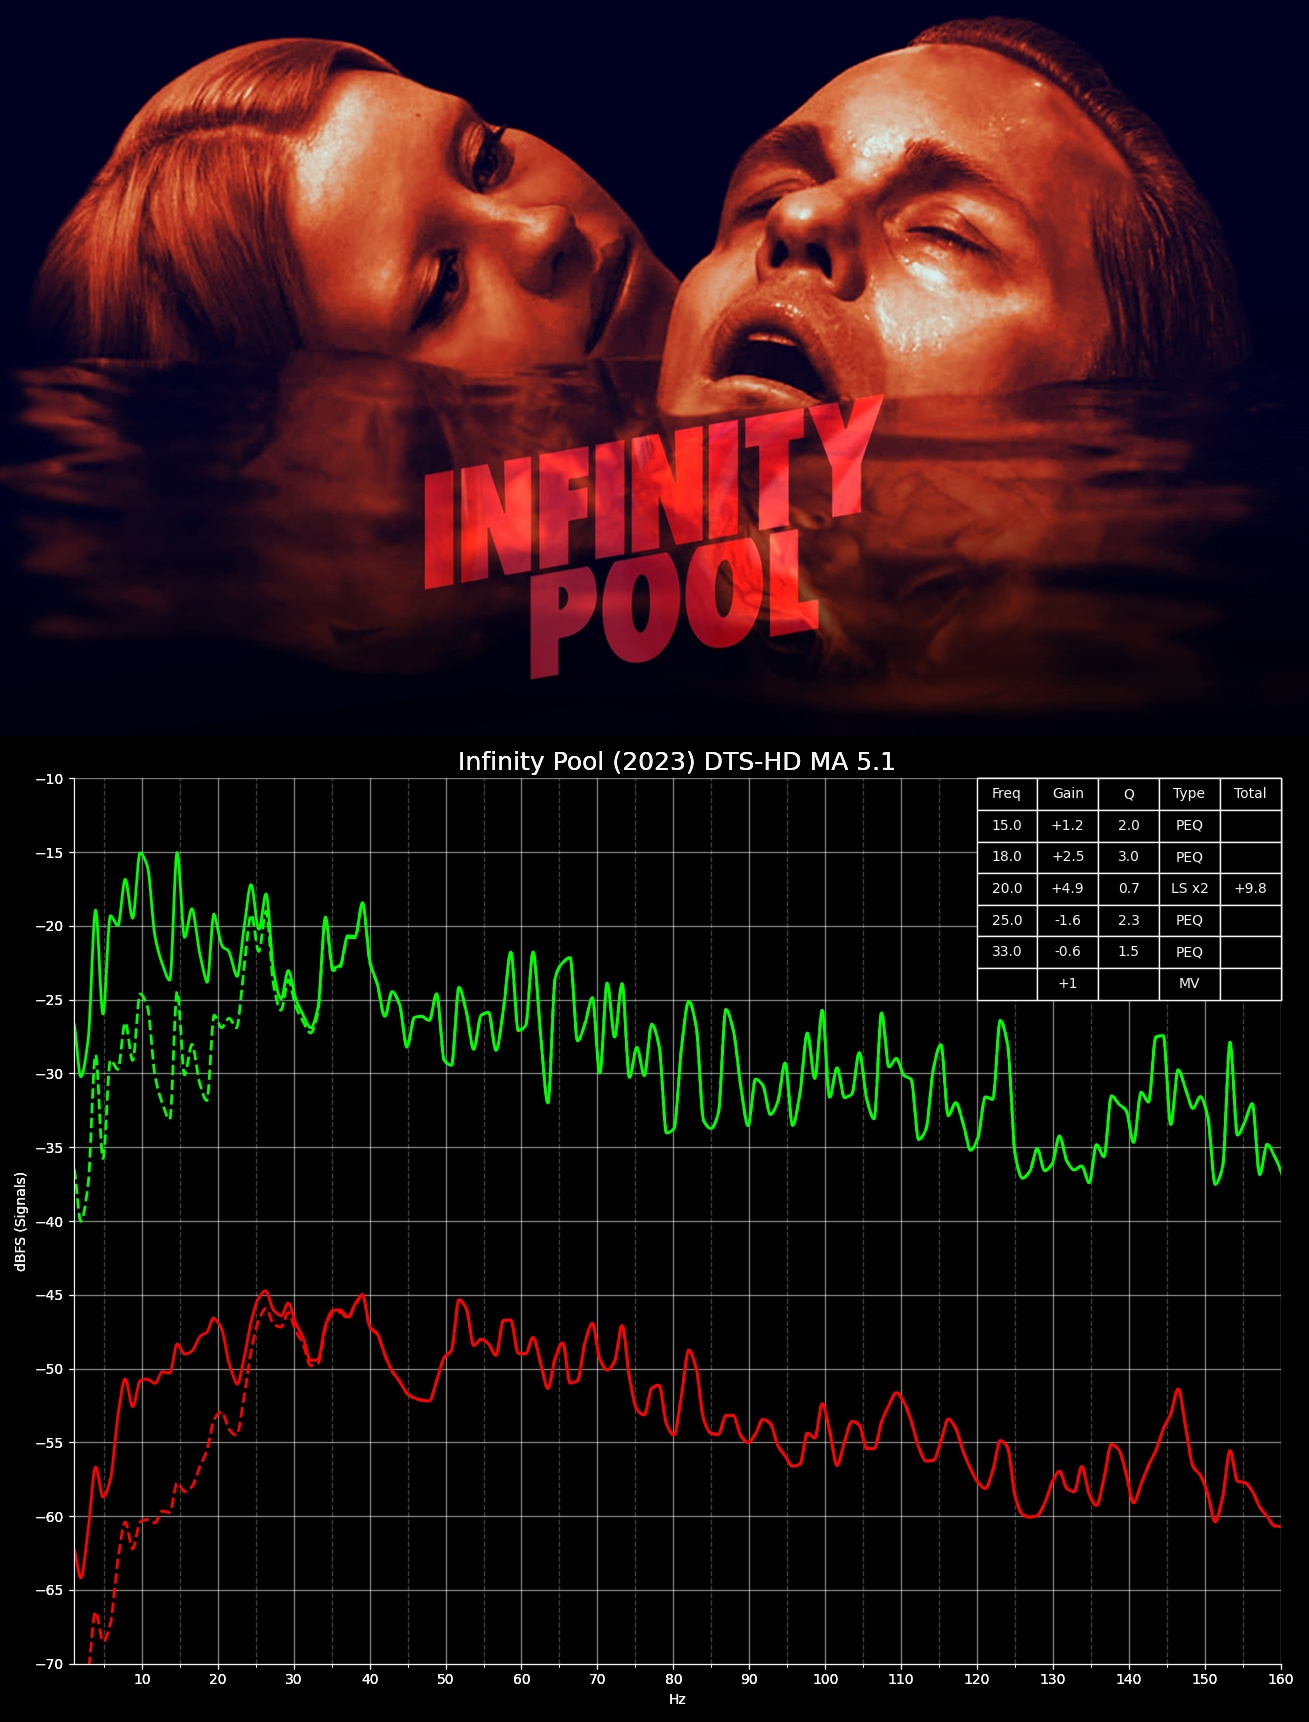 INFINITY
POOL
Infinity Pool (2023) DTS-HD MA 5.1
Freq Gain Q Type Total
15.0 +1.2 2.0 PEQ
18.0 +2.5 3.0 PEQ
20.0 +4.9 0.7 LS x2 +9.8
25.0 -1.6 2.3 PEQ
33.0 -0.6 1.5 PEQ
+1 MV
−10
−15
−20
−25
−30
−35
−40
−45
−50
−55
−60
−65
−70
dBFS (Signals)
10 20 30 40 50 60 70 80 90 100 110 120 130 140 150 160
Hz